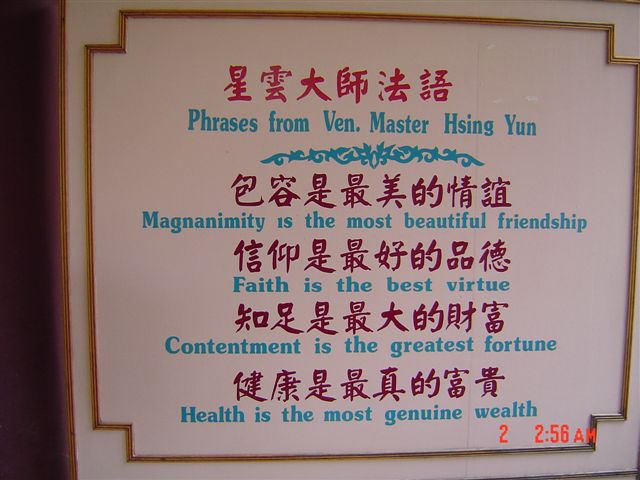 星雲大師法語
Phrases from Ven. Master Hsing Yun
包容是最美的情誼
Magnanimity is the most beautiful friendship
信仰是最好的品德
Faith is the best virtue
知足是最大的財富
Contentment is the greatest fortune
健康是最真的富貴
Health is the most genuine wealth
2 2:56 AM